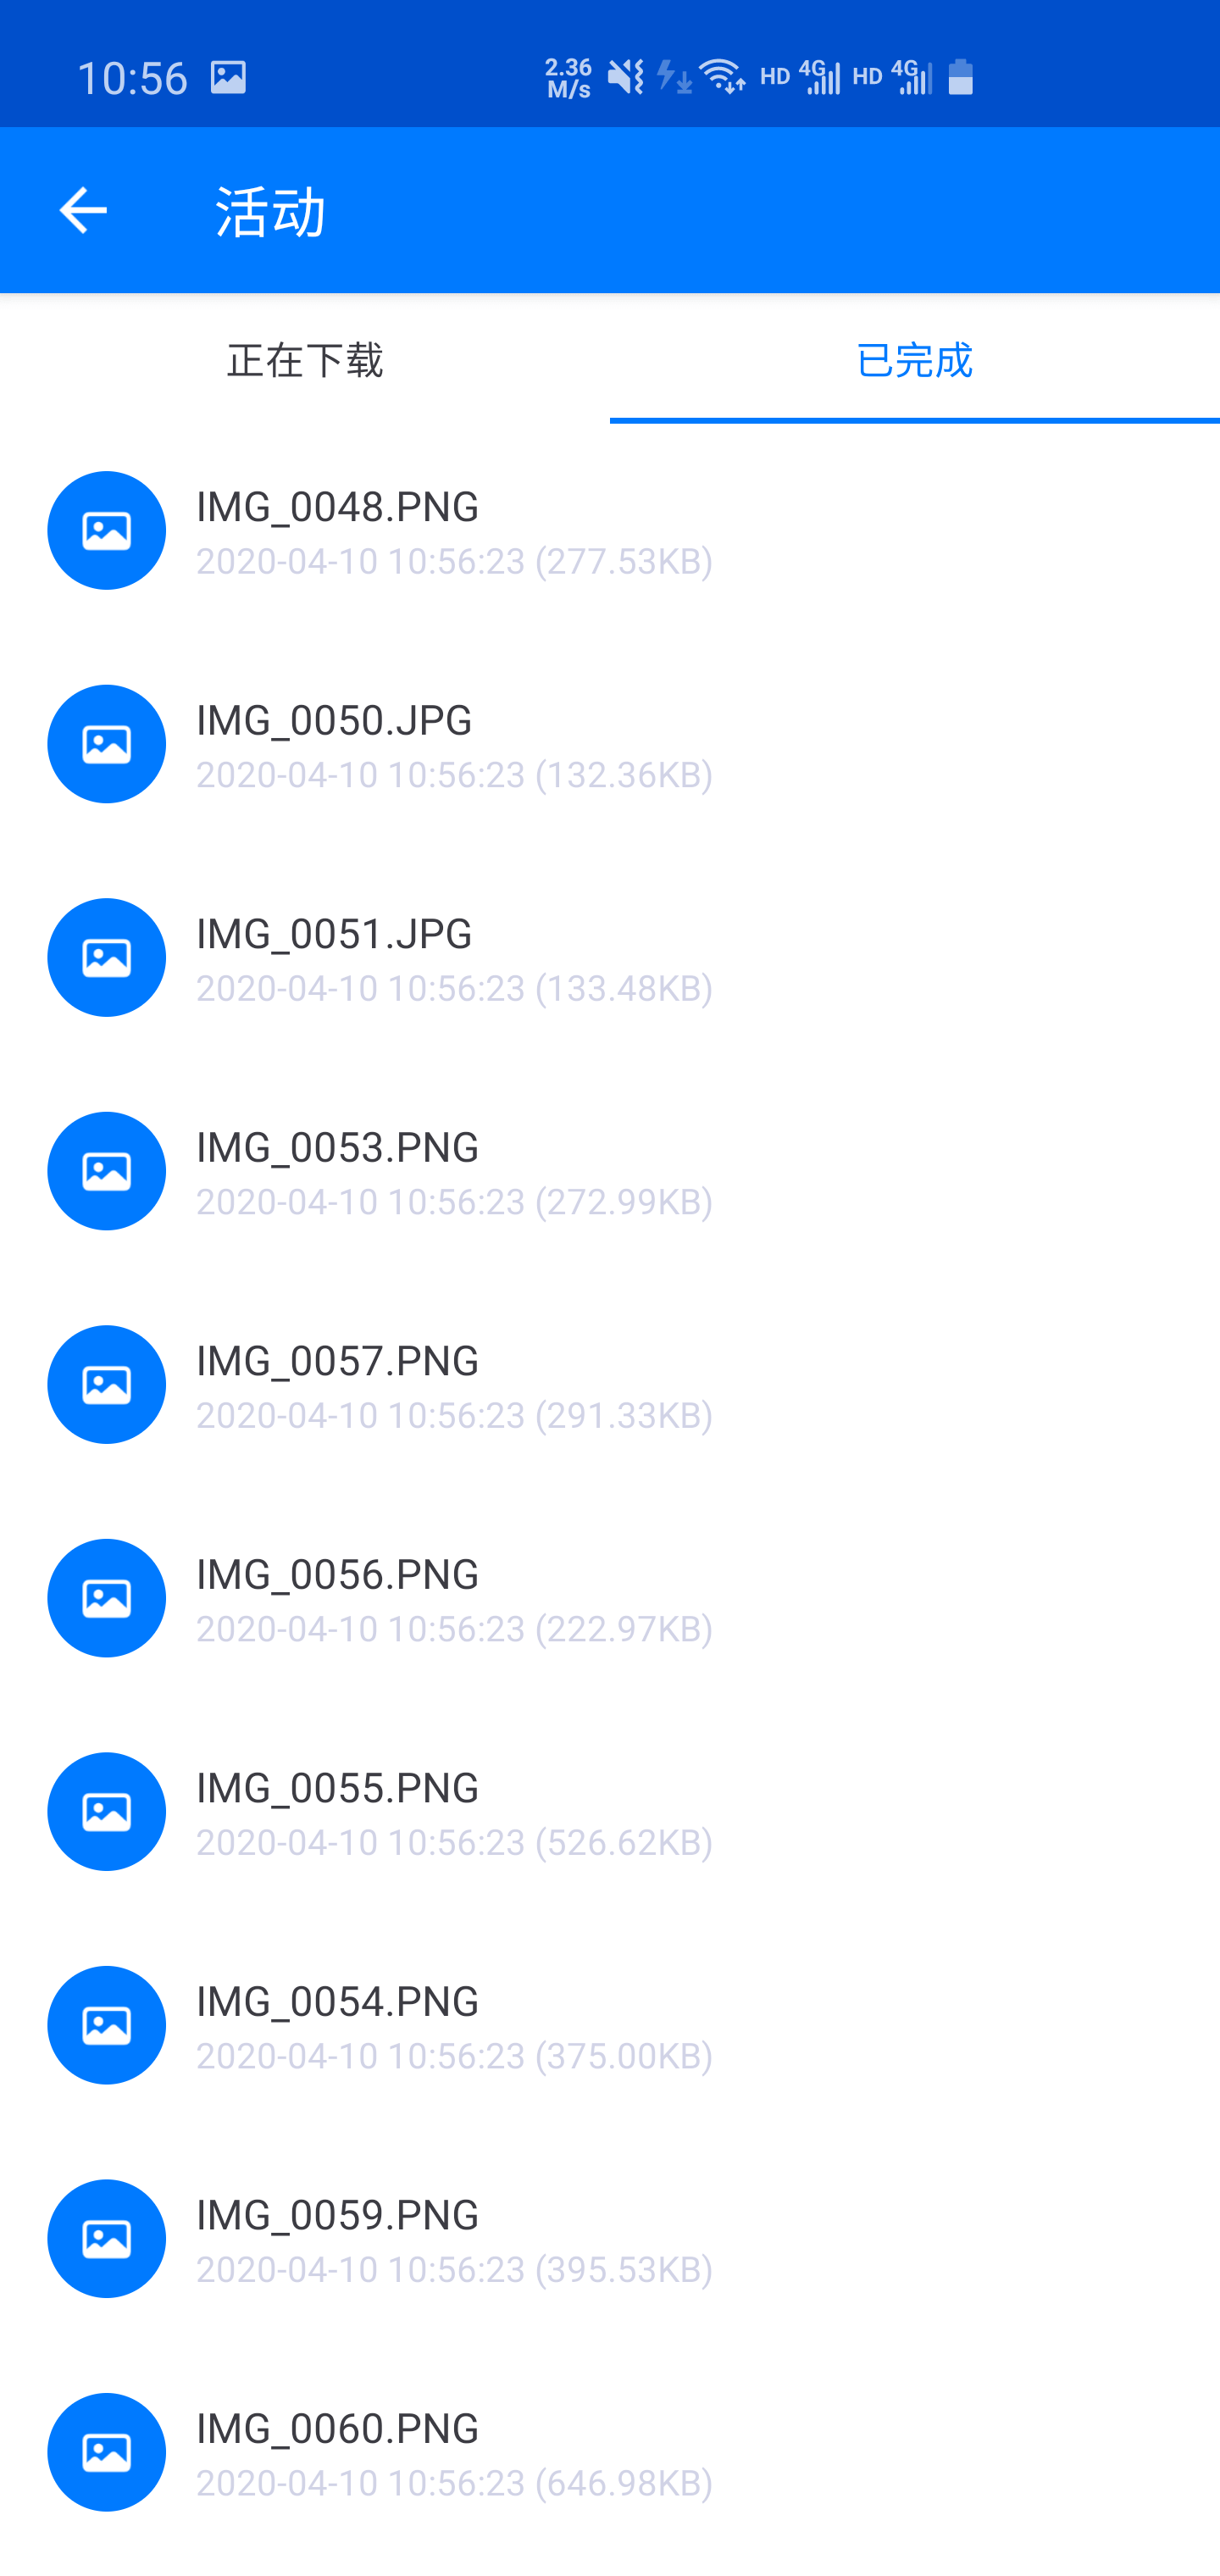 10:56
2.36 M/s HD 4G HD 4G
活动
正在下载 已完成
IMG_0048.PNG
2020-04-10 10:56:23 (277.53KB)
IMG_0050.JPG
2020-04-10 10:56:23 (132.36KB)
IMG_0051.JPG
2020-04-10 10:56:23 (133.48KB)
IMG_0053.PNG
2020-04-10 10:56:23 (272.99KB)
IMG_0057.PNG
2020-04-10 10:56:23 (291.33KB)
IMG_0056.PNG
2020-04-10 10:56:23 (222.97KB)
IMG_0055.PNG
2020-04-10 10:56:23 (526.62KB)
IMG_0054.PNG
2020-04-10 10:56:23 (375.00KB)
IMG_0059.PNG
2020-04-10 10:56:23 (395.53KB)
IMG_0060.PNG
2020-04-10 10:56:23 (646.98KB)